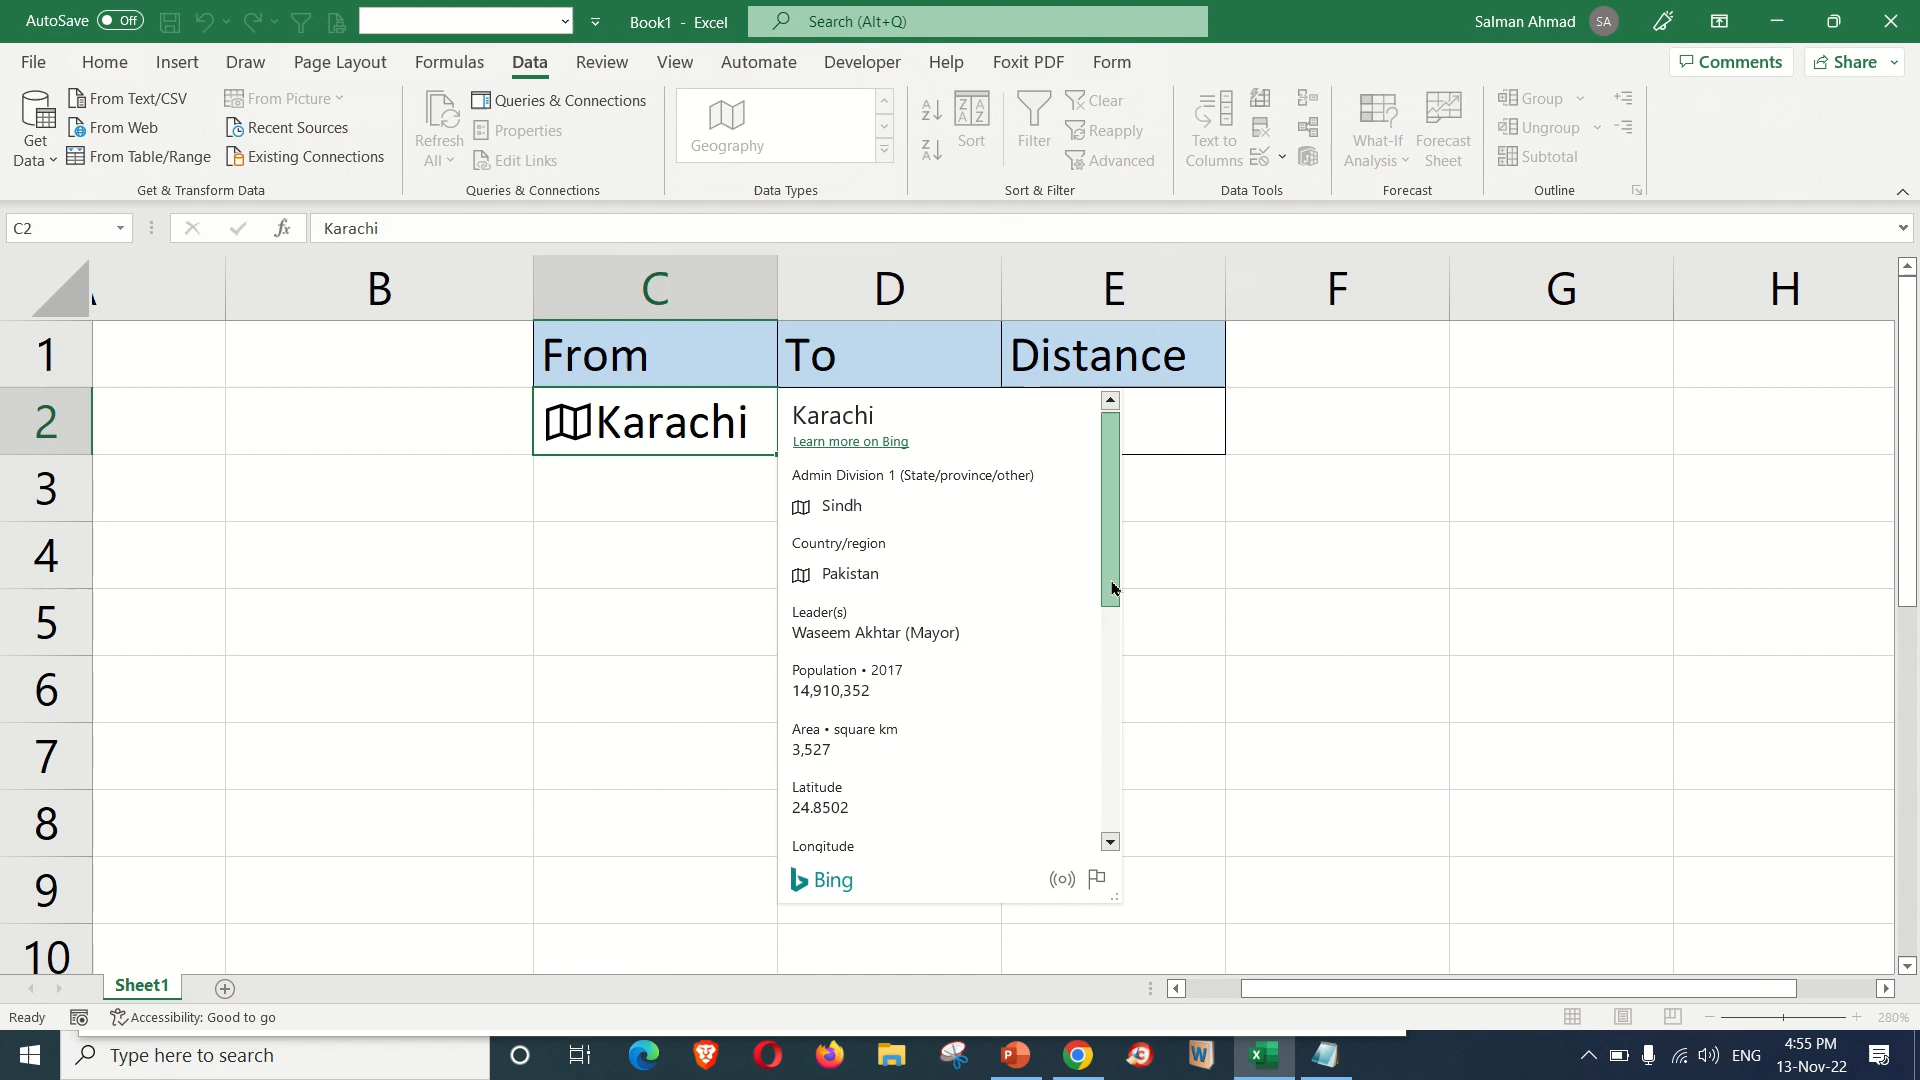 AutoSave Off
Book1 - Excel
Search (Alt+Q)
Salman Ahmad SA
File Home Insert Draw Page Layout Formulas Data Review View Automate Developer Help Foxit PDF Form
Comments Share
Get Data
From Text/CSV
From Web
From Table/Range
From Picture
Recent Sources
Existing Connections
Get & Transform Data
Refresh All
Queries & Connections
Properties
Edit Links
Queries & Connections
Geography
Data Types
Sort
Filter
Clear
Reapply
Advanced
Sort & Filter
Text to Columns
Data Tools
What-If Analysis
Forecast Sheet
Forecast
Group
Ungroup
Subtotal
Outline
C2 fx Karachi
B C D E F G H
1 From To Distance
2 Karachi
3
4
5
6
7
8
9
10
Karachi
Learn more on Bing
Admin Division 1 (State/province/other)
Sindh
Country/region
Pakistan
Leader(s)
Waseem Akhtar (Mayor)
Population • 2017
14,910,352
Area • square km
3,527
Latitude
24.8502
Longitude
Bing
Sheet1
Ready Accessibility: Good to go 280%
Type here to search
ENG
4:55 PM
13-Nov-22